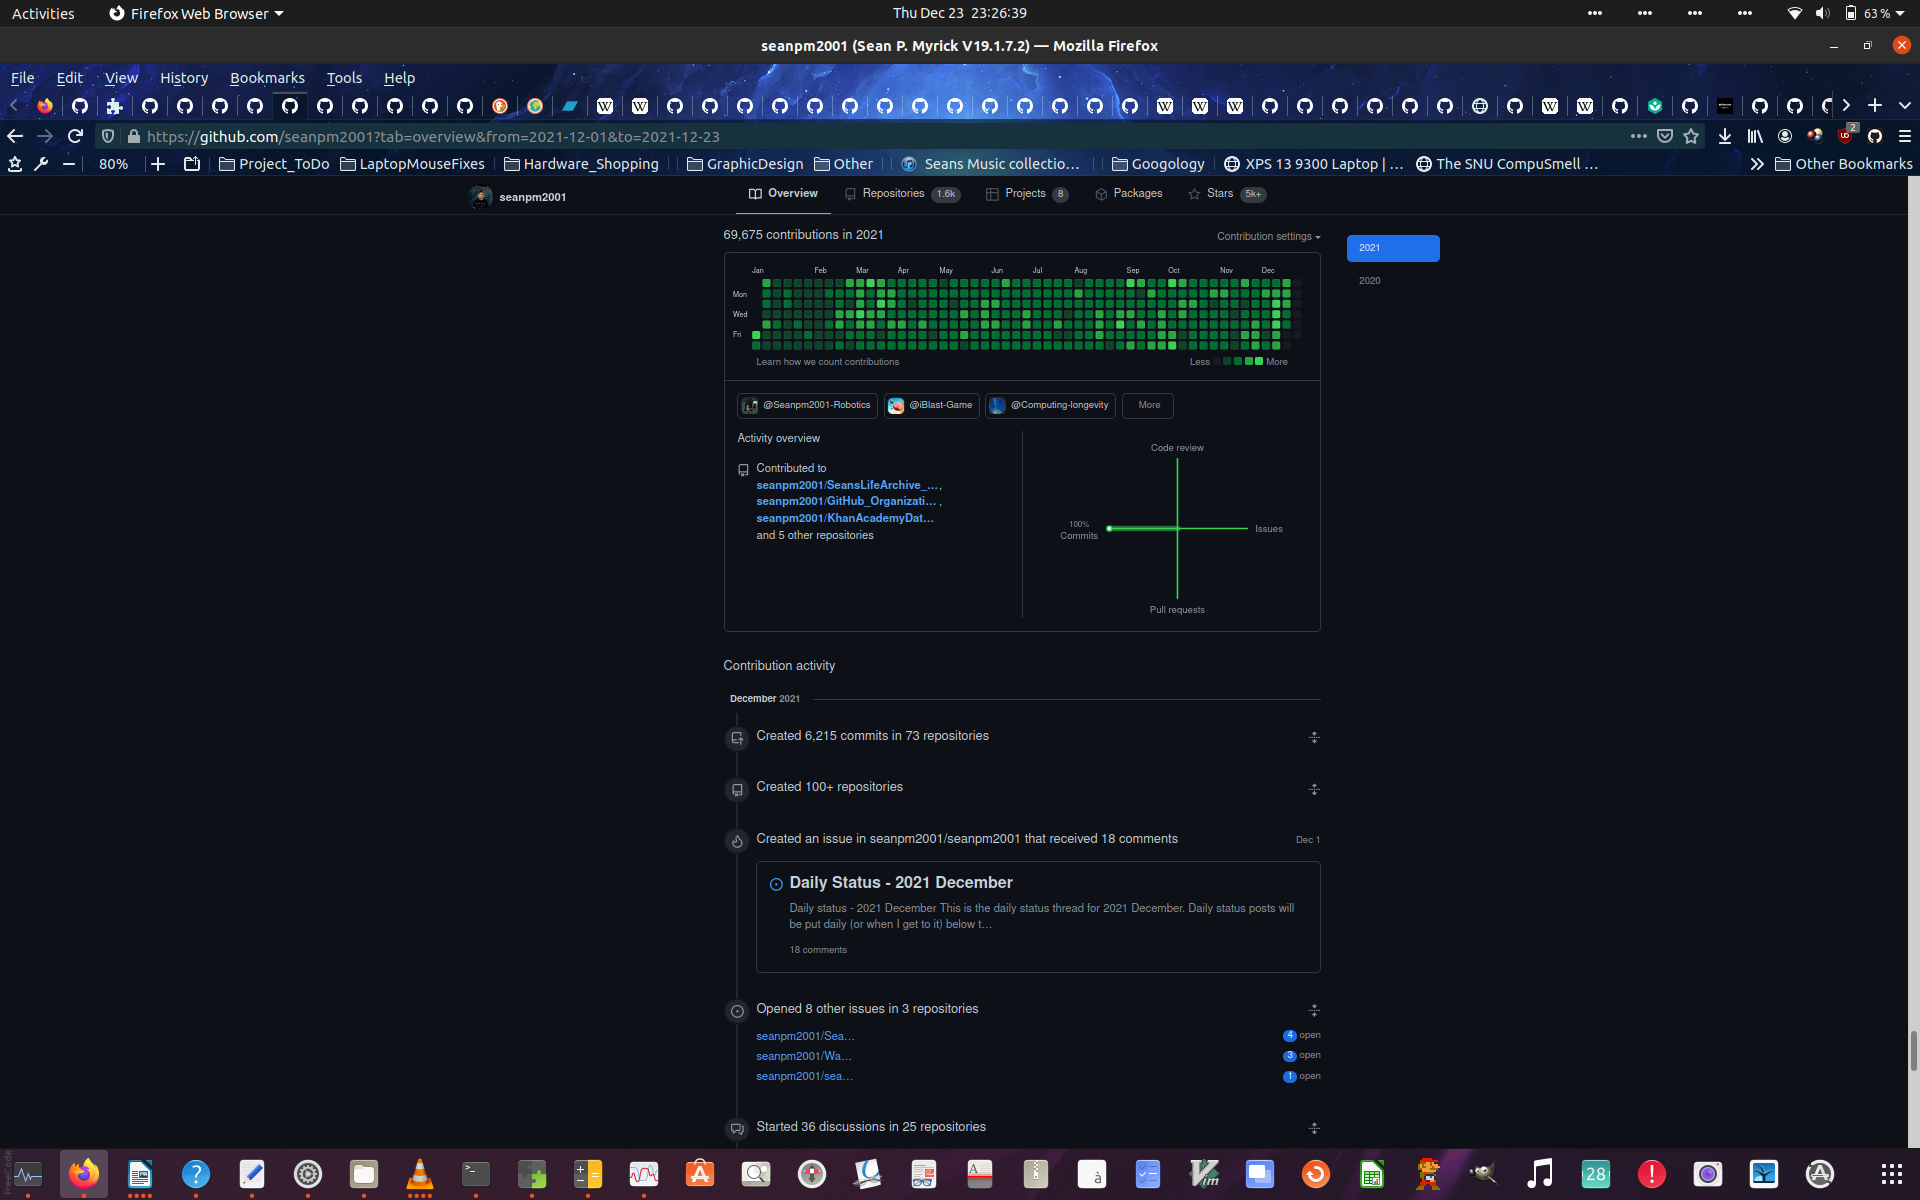 Activities
Firefox Web Browser
Thu Dec 23 23:26:39
63 %
seanpm2001 (Sean P. Myrick V19.1.7.2) — Mozilla Firefox
File Edit View History Bookmarks Tools Help
https://github.com/seanpm2001?tab=overview&from=2021-12-01&to=2021-12-23
2
80%
Project_ToDo
LaptopMouseFixes
Hardware_Shopping
GraphicDesign
Other
Seans Music collectio…
Googology
XPS 13 9300 Laptop | …
The SNU CompuSmell …
Other Bookmarks
seanpm2001
Overview
Repositories 1.6k
Projects 8
Packages
Stars 5k+
69,675 contributions in 2021
Contribution settings
2021
2020
Jan Feb Mar Apr May Jun Jul Aug Sep Oct Nov Dec
Mon
Wed
Fri
Learn how we count contributions
Less More
@Seanpm2001-Robotics
@iBlast-Game
@Computing-longevity
More
Activity overview
Contributed to
seanpm2001/SeansLifeArchive_…,
seanpm2001/GitHub_Organizati… ,
seanpm2001/KhanAcademyDat…
and 5 other repositories
Code review
100%
Commits
Issues
Pull requests
Contribution activity
December 2021
Created 6,215 commits in 73 repositories
Created 100+ repositories
Created an issue in seanpm2001/seanpm2001 that received 18 comments
Dec 1
Daily Status - 2021 December
Daily status - 2021 December This is the daily status thread for 2021 December. Daily status posts will
be put daily (or when I get to it) below t…
18 comments
Opened 8 other issues in 3 repositories
seanpm2001/Sea…
4 open
seanpm2001/Wa…
3 open
seanpm2001/sea…
1 open
Started 36 discussions in 25 repositories
28